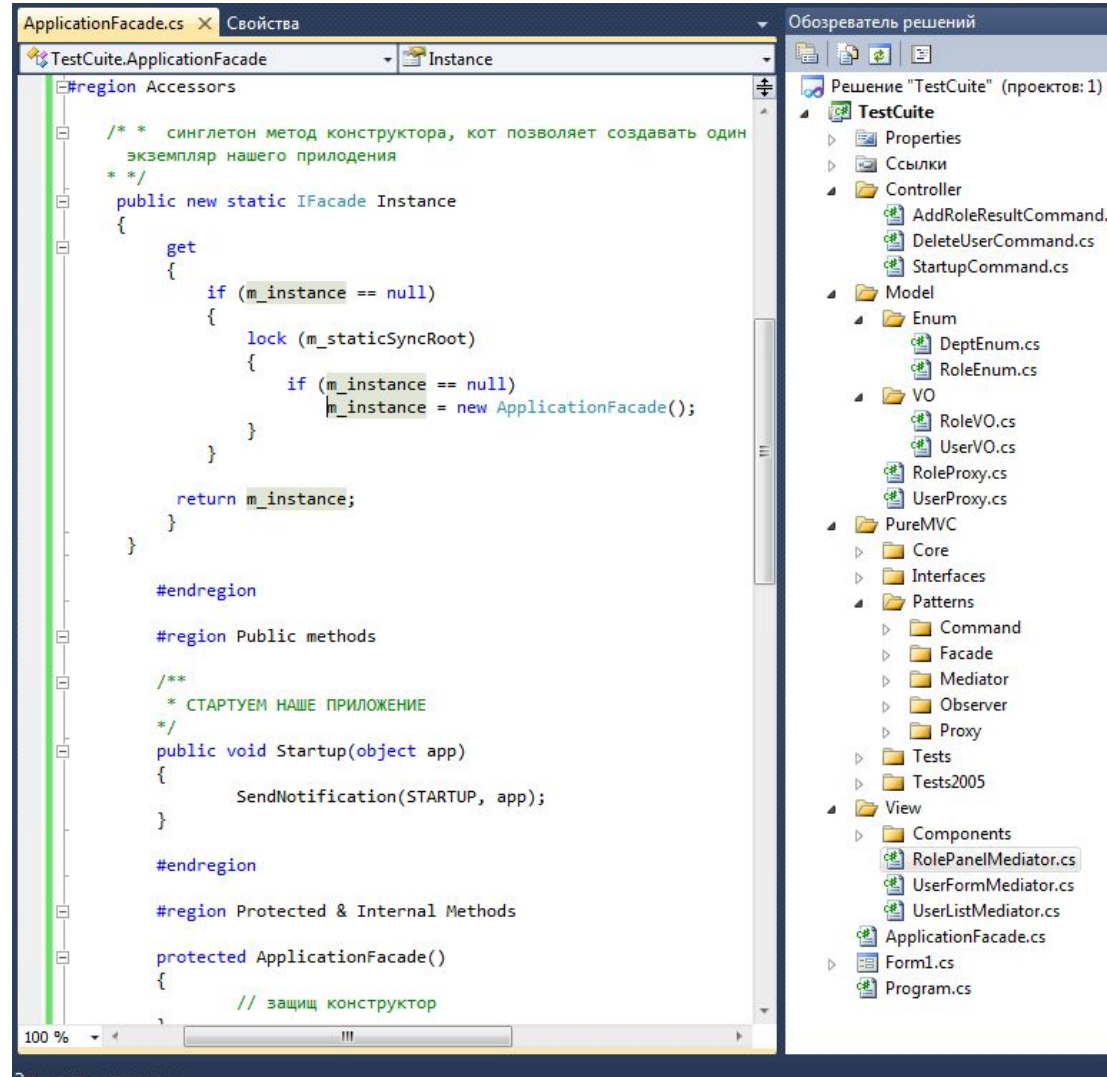 ApplicationFacade.cs Свойства
TestCuite.ApplicationFacade Instance
#region Accessors
/* * синглтон метод конструктора, кот позволяет создавать один
экземпляр нашего прилодения
* */
public new static IFacade Instance
{
get
{
if (m_instance == null)
{
lock (m_staticSyncRoot)
{
if (m_instance == null)
m_instance = new ApplicationFacade();
}
}
return m_instance;
}
}
#endregion
#region Public methods
/**
* СТАРТУЕМ НАШЕ ПРИЛОЖЕНИЕ
*/
public void Startup(object app)
{
SendNotification(STARTUP, app);
}
#endregion
#region Protected & Internal Methods
protected ApplicationFacade()
{
// защищ конструктор
100 %
Обозреватель решений
Решение "TestCuite" (проектов: 1)
TestCuite
Properties
Ссылки
Controller
AddRoleResultCommand.
DeleteUserCommand.cs
StartupCommand.cs
Model
Enum
DeptEnum.cs
RoleEnum.cs
VO
RoleVO.cs
UserVO.cs
RoleProxy.cs
UserProxy.cs
PureMVC
Core
Interfaces
Patterns
Command
Facade
Mediator
Observer
Proxy
Tests
Tests2005
View
Components
RolePanelMediator.cs
UserFormMediator.cs
UserListMediator.cs
ApplicationFacade.cs
Form1.cs
Program.cs